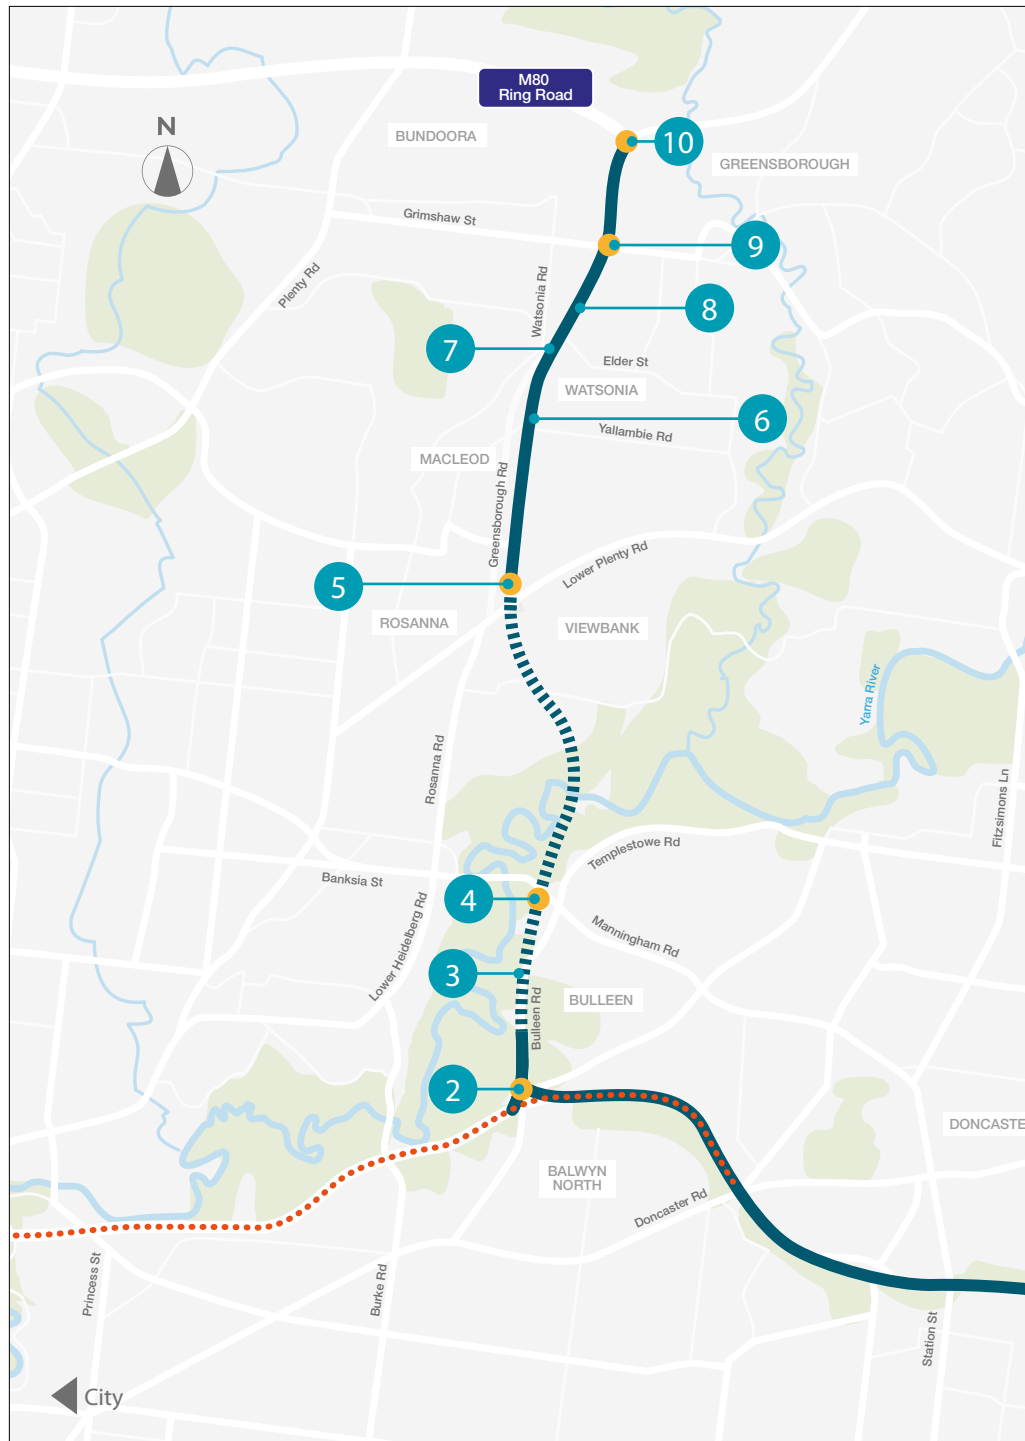 M80
Ring Road
N
BUNDOORA
10
GREENSBOROUGH
Grimshaw St
9
Plenty Rd
Watsonia Rd
8
7
Elder St
WATSONIA
6
Yallambie Rd
MACLEOD
Greensborough Rd
Lower Plenty Rd
5
ROSANNA
VIEWBANK
Yarra River
Rosanna Rd
Fitzsimons Ln
Templestowe Rd
Banksia St
4
Manningham Rd
Lower Heidelberg Rd
3
BULLEEN
Bulleen Rd
2
DONCASTE
BALWYN
NORTH
Doncaster Rd
Princess St
Burke Rd
Station St
City